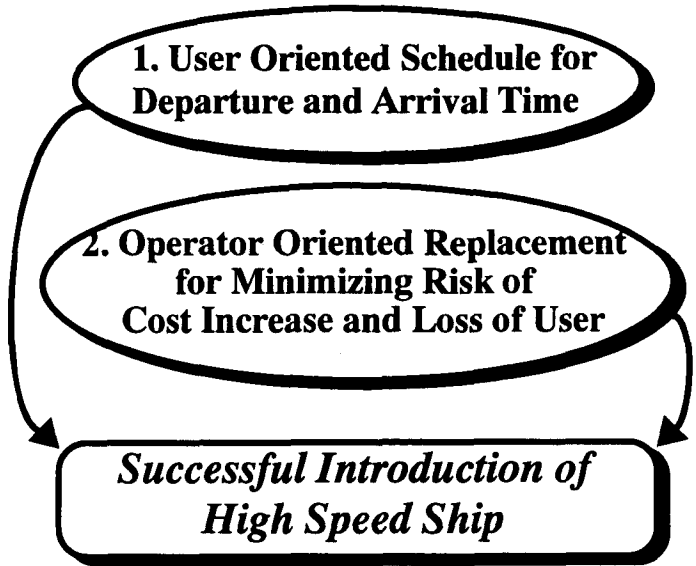 1. User Oriented Schedule for
Departure and Arrival Time
2. Operator Oriented Replacement
for Minimizing Risk of
Cost Increase and Loss of User
Successful Introduction of
High Speed Ship